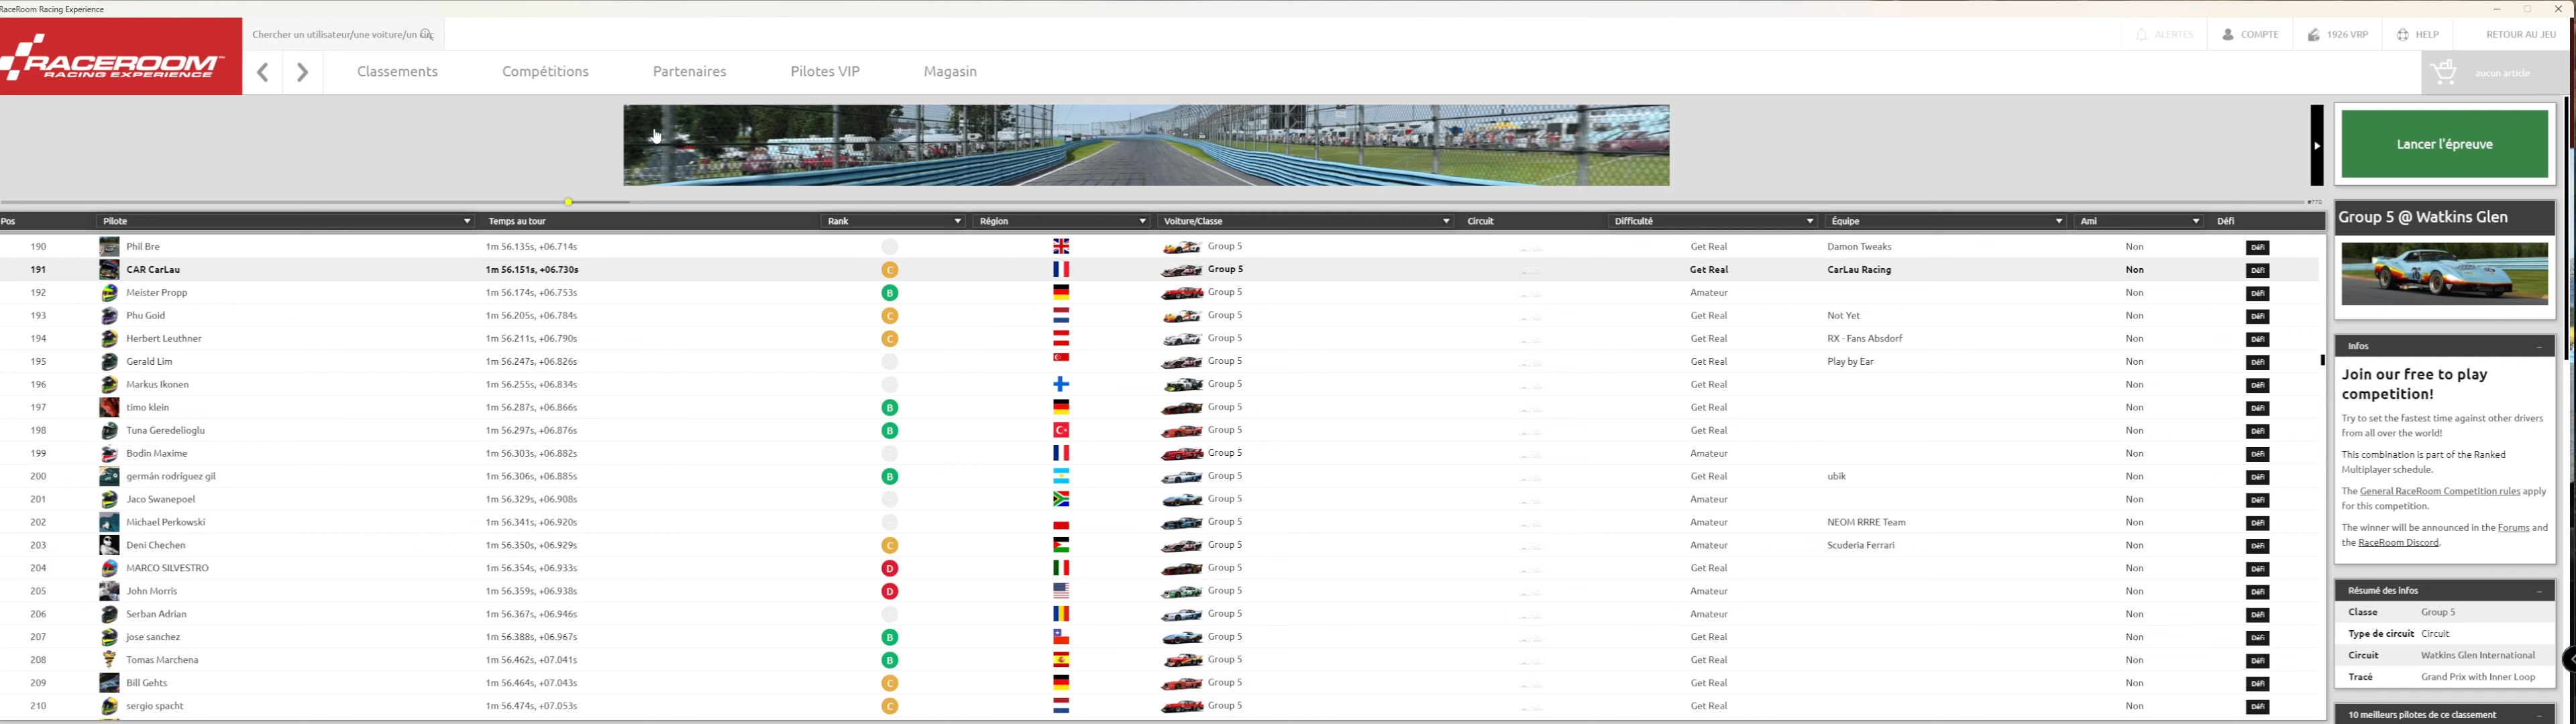 RaceRoom Racing Experience
RACEROOM
RACING EXPERIENCE
Chercher un utilisateur/une voiture/un
ALERTES
COMPTE
1926 VRP
HELP
RETOUR AU JEU
Classements
Compétitions
Partenaires
Pilotes VIP
Magasin
aucun article
Lancer l'épreuve
#770
Pos Pilote Temps au tour Rank Région Voiture/Classe Circuit Difficulté Équipe Ami Défi
190 Phil Bre 1m 56.135s, +06.714s Group 5 Get Real Damon Tweaks Non Défi
191 CAR CarLau 1m 56.151s, +06.730s C Group 5 Get Real CarLau Racing Non Défi
192 Meister Propp 1m 56.174s, +06.753s B Group 5 Amateur Non Défi
193 Phu Goid 1m 56.205s, +06.784s C Group 5 Get Real Not Yet Non Défi
194 Herbert Leuthner 1m 56.211s, +06.790s C Group 5 Get Real RX - Fans Absdorf Non Défi
195 Gerald Lim 1m 56.247s, +06.826s Group 5 Get Real Play by Ear Non Défi
196 Markus Ikonen 1m 56.255s, +06.834s Group 5 Get Real Non Défi
197 timo klein 1m 56.287s, +06.866s B Group 5 Get Real Non Défi
198 Tuna Geredelioglu 1m 56.297s, +06.876s B Group 5 Get Real Non Défi
199 Bodin Maxime 1m 56.303s, +06.882s Group 5 Amateur Non Défi
200 germán rodríguez gil 1m 56.306s, +06.885s B Group 5 Get Real ubik Non Défi
201 Jaco Swanepoel 1m 56.329s, +06.908s Group 5 Amateur Non Défi
202 Michael Perkowski 1m 56.341s, +06.920s Group 5 Amateur NEOM RRRE Team Non Défi
203 Deni Chechen 1m 56.350s, +06.929s C Group 5 Amateur Scuderia Ferrari Non Défi
204 MARCO SILVESTRO 1m 56.354s, +06.933s D Group 5 Get Real Non Défi
205 John Morris 1m 56.359s, +06.938s D Group 5 Amateur Non Défi
206 Serban Adrian 1m 56.367s, +06.946s Group 5 Amateur Non Défi
207 jose sanchez 1m 56.388s, +06.967s B Group 5 Get Real Non Défi
208 Tomas Marchena 1m 56.462s, +07.041s B Group 5 Get Real Non Défi
209 Bill Gehts 1m 56.464s, +07.043s C Group 5 Get Real Non Défi
210 sergio spacht 1m 56.474s, +07.053s C Group 5 Get Real Non Défi
Group 5 @ Watkins Glen
Infos
Join our free to play
competition!
Try to set the fastest time against other drivers
from all over the world!
This combination is part of the Ranked
Multiplayer schedule.
The General RaceRoom Competition rules apply
for this competition.
The winner will be announced in the Forums and
the RaceRoom Discord.
Résumé des infos
Classe Group 5
Type de circuit Circuit
Circuit Watkins Glen International
Tracé Grand Prix with Inner Loop
10 meilleurs pilotes de ce classement